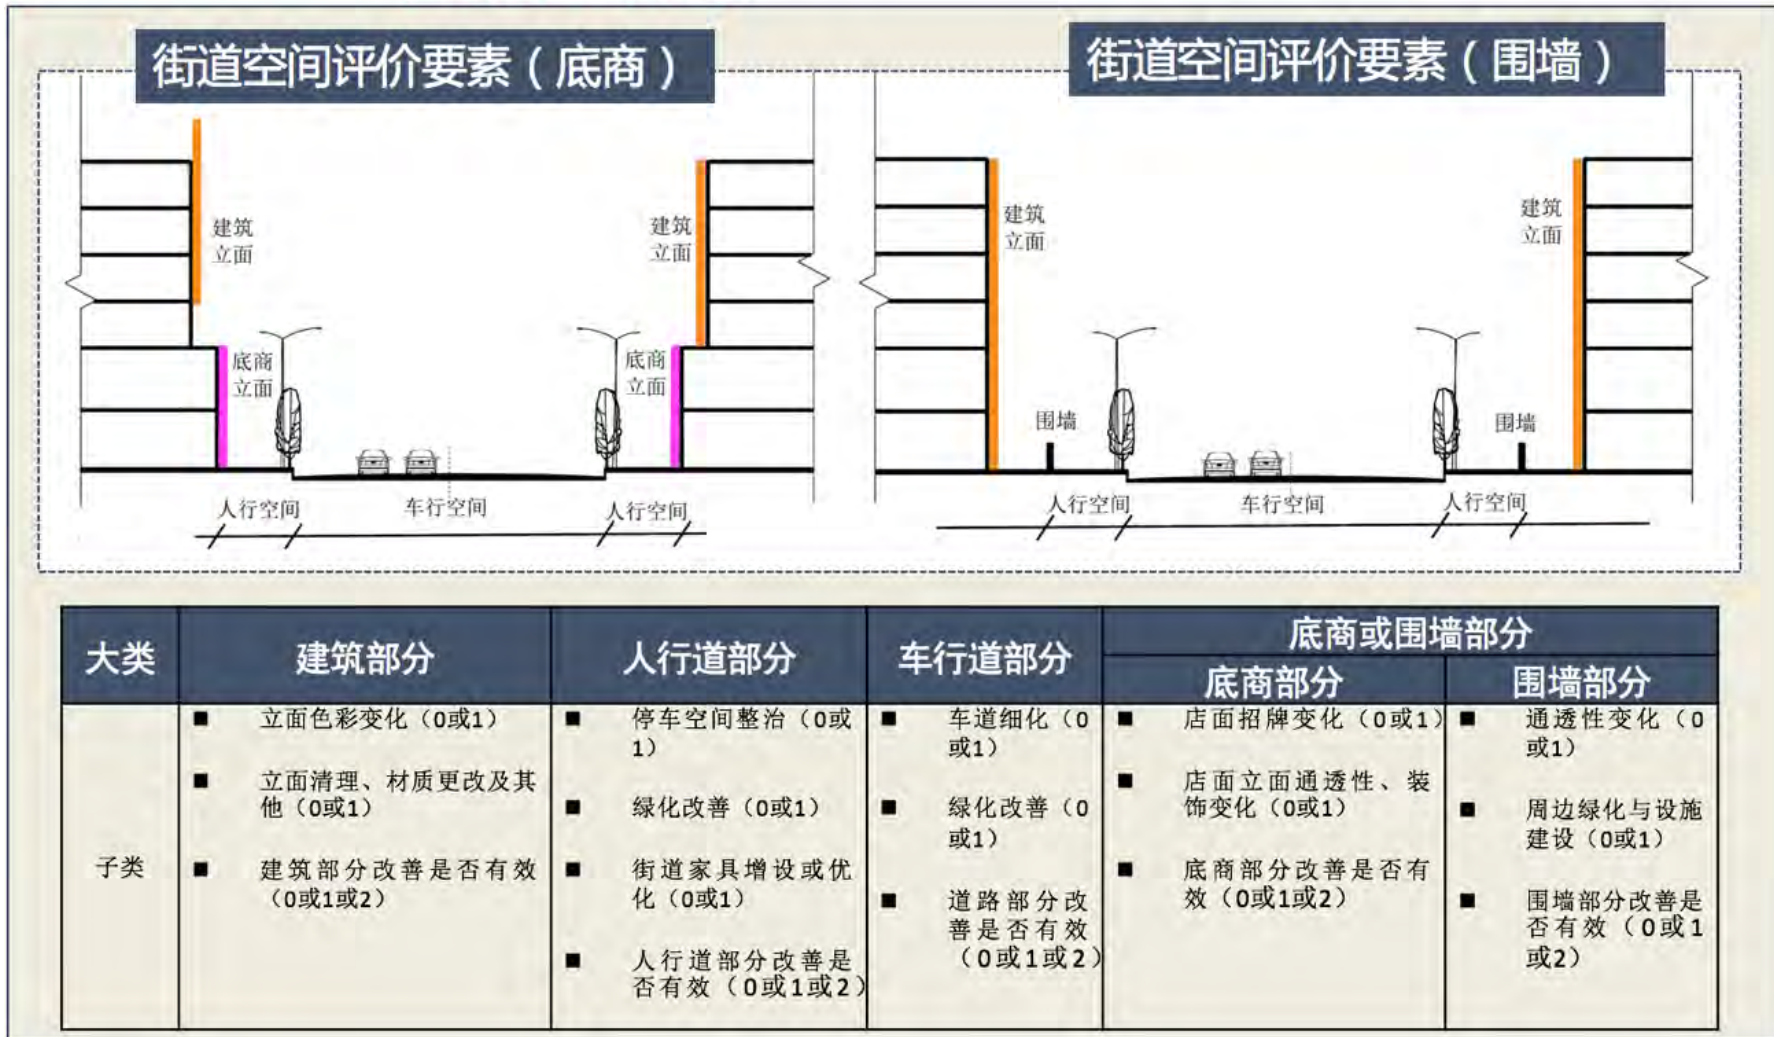 街道空间评价要素（底商）
街道空间评价要素（围墙）
建筑
立面
建筑
立面
底商
立面
底商
立面
人行空间
车行空间
人行空间
建筑
立面
建筑
立面
围墙
围墙
人行空间
车行空间
人行空间
大类
建筑部分
人行道部分
车行道部分
底商或围墙部分
底商部分
围墙部分
子类
■ 立面色彩变化（0或1）
■ 立面清理、材质更改及其
他（0或1）
■ 建筑部分改善是否有效
（0或1或2）
■ 停车空间整治（0或
1）
■ 绿化改善（0或1）
■ 街道家具增设或优
化（0或1）
■ 人行道部分改善是
否有效（0或1或2）
■ 车道细化（0
或1）
■ 绿化改善（0
或1）
■ 道路部分改
善是否有效
（0或1或2）
■ 店面招牌变化（0或1）
■ 店面立面通透性、装
饰变化（0或1）
■ 底商部分改善是否有
效（0或1或2）
■ 通透性变化（0
或1）
■ 周边绿化与设施
建设（0或1）
■ 围墙部分改善是
否有效（0或1
或2）